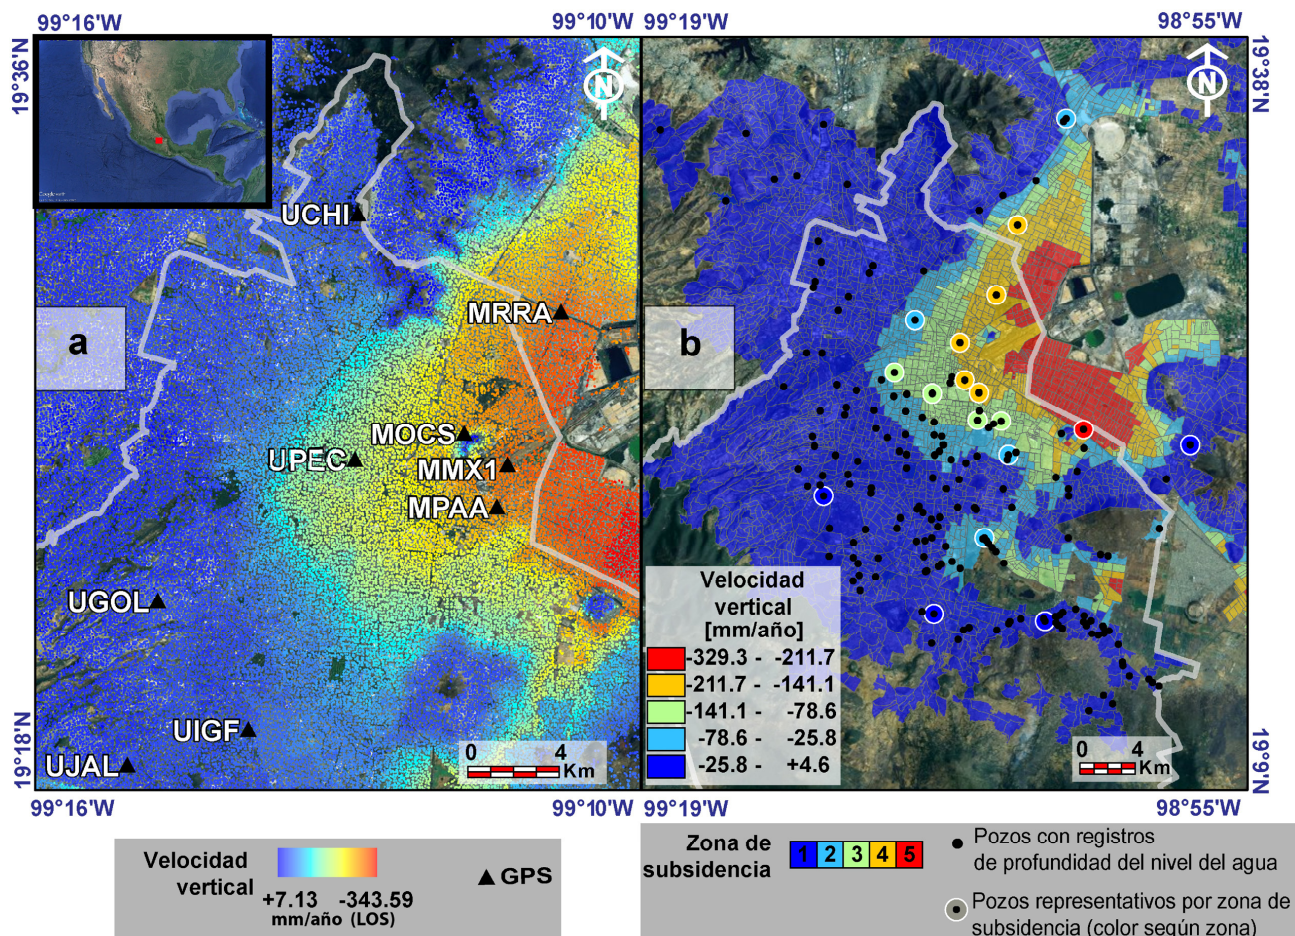 99°16'W
99°10'W
99°19'W
98°55'W
19°36'N
19°38'N
N
N
UCHI
MRRA
a
b
MOCS
UPEC
MMX1
MPAA
UGOL
UIGF
UJAL
0 4
Km
Velocidad
vertical
[mm/año]
-329.3 - -211.7
-211.7 - -141.1
-141.1 - -78.6
-78.6 - -25.8
-25.8 - +4.6
0 4
Km
19°18'N
19°9'N
99°16'W
99°10'W
99°19'W
98°55'W
Velocidad
vertical
+7.13 -343.59
mm/año (LOS)
GPS
Zona de
subsidencia
1 2 3 4 5
Pozos con registros
de profundidad del nivel del agua
Pozos representativos por zona de
subsidencia (color según zona)